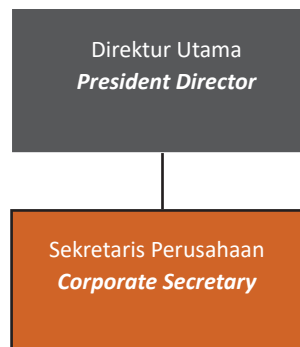 Direktur Utama
President Director
Sekretaris Perusahaan
Corporate Secretary